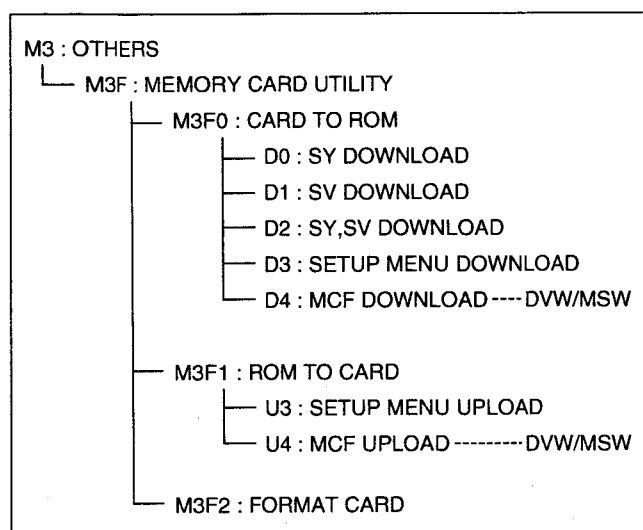 M3 : OTHERS
M3F : MEMORY CARD UTILITY
M3F0 : CARD TO ROM
D0 : SY DOWNLOAD
D1 : SV DOWNLOAD
D2 : SY,SV DOWNLOAD
D3 : SETUP MENU DOWNLOAD
D4 : MCF DOWNLOAD ---- DVW/MSW
M3F1 : ROM TO CARD
U3 : SETUP MENU UPLOAD
U4 : MCF UPLOAD --------- DVW/MSW
M3F2 : FORMAT CARD